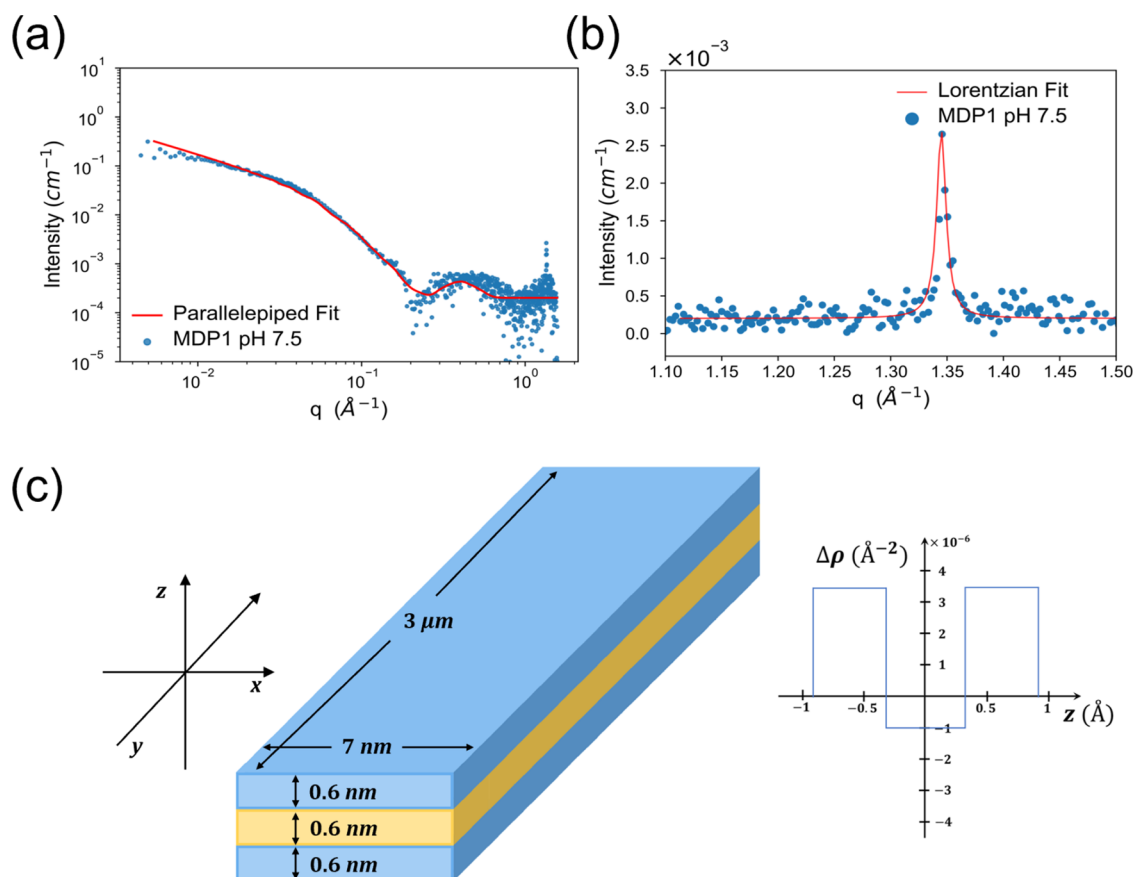 (a)
Intensity (cm⁻¹)
10¹
10⁰
10⁻¹
10⁻²
10⁻³
10⁻⁴
10⁻⁵
Parallelepiped Fit
MDP1 pH 7.5
10⁻² 10⁻¹ 10⁰
q (Å⁻¹)
(b)
×10⁻³
Intensity (cm⁻¹)
3.5
3.0
2.5
2.0
1.5
1.0
0.5
0.0
Lorentzian Fit
MDP1 pH 7.5
1.10 1.15 1.20 1.25 1.30 1.35 1.40 1.45 1.50
q (Å⁻¹)
(c)
z
x
y
3 μm
7 nm
0.6 nm
0.6 nm
0.6 nm
Δρ (Å⁻²)
× 10⁻⁶
4
3
2
1
−1 −0.5 0.5 1
z (Å)
−1
−2
−3
−4